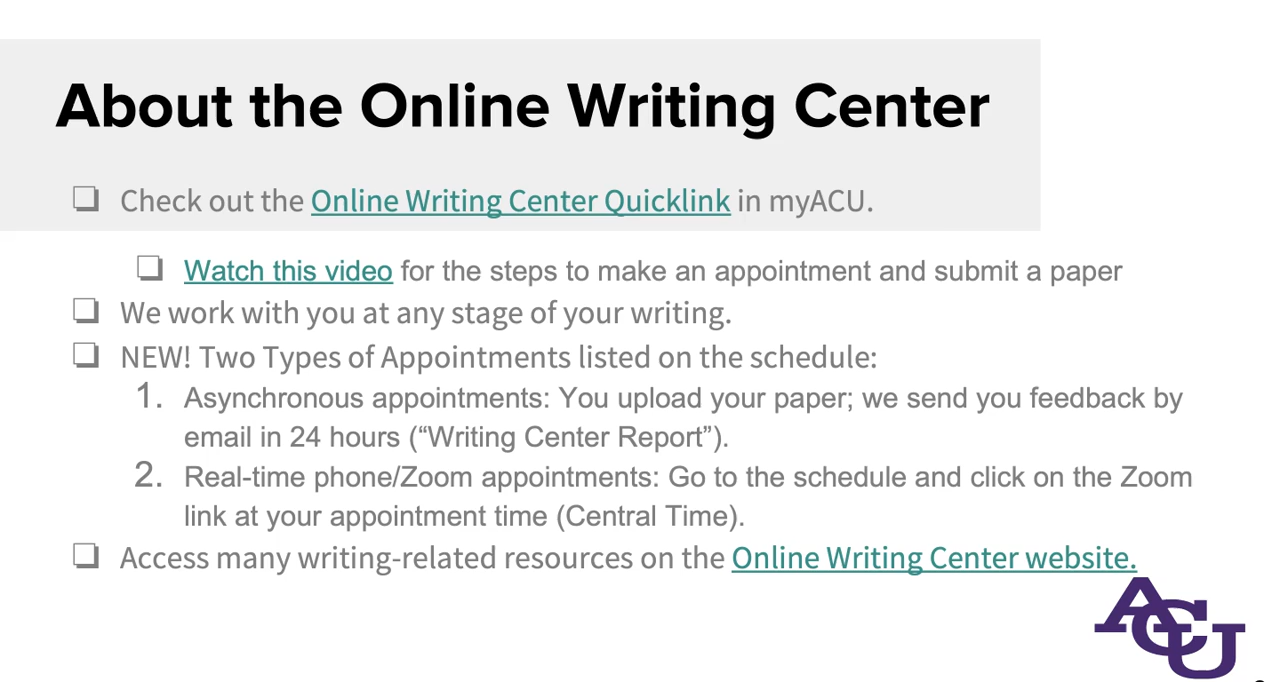 About the Online Writing Center
❏ Check out the Online Writing Center Quicklink in myACU.
❏ Watch this video for the steps to make an appointment and submit a paper
❏ We work with you at any stage of your writing.
❏ NEW! Two Types of Appointments listed on the schedule:
1. Asynchronous appointments: You upload your paper; we send you feedback by
email in 24 hours (“Writing Center Report”).
2. Real-time phone/Zoom appointments: Go to the schedule and click on the Zoom
link at your appointment time (Central Time).
❏ Access many writing-related resources on the Online Writing Center website.
ACU